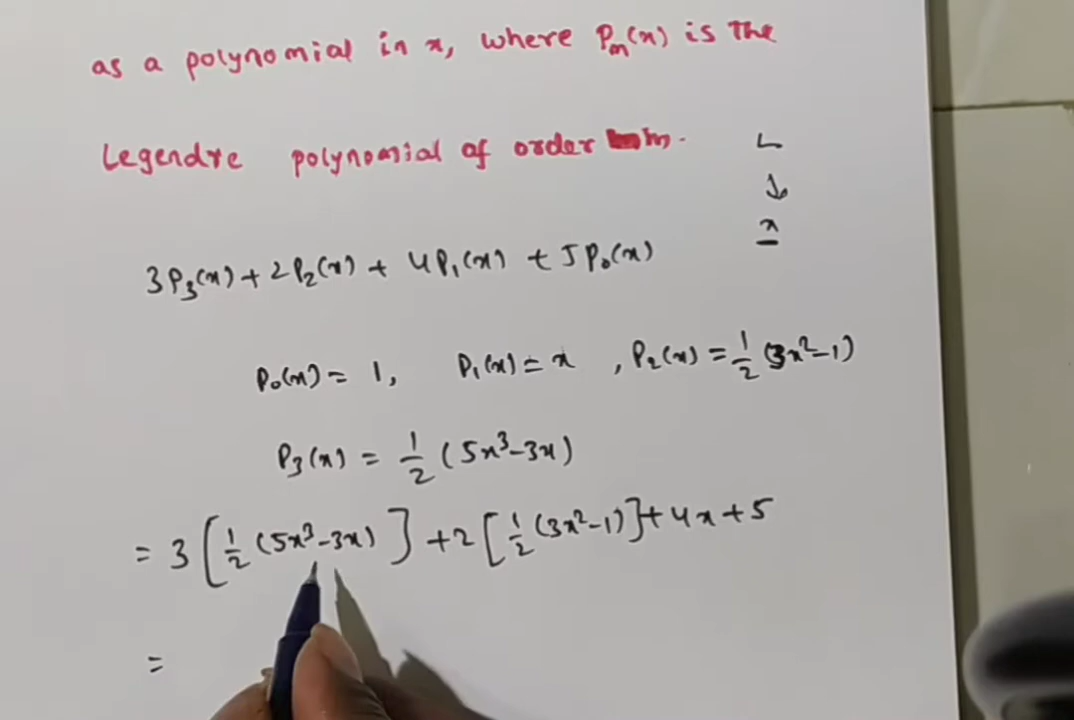 as a polynomial in x, where Pm(x) is the
Legendre polynomial of order m.
L
↓
x
3P₃(x) + 2P₂(x) + 4P₁(x) + 5P₀(x)
P₀(x) = 1, P₁(x) = x , P₂(x) = 1/2 (3x²-1)
P₃(x) = 1/2 (5x³-3x)
= 3 [1/2 (5x³-3x)] + 2 [1/2 (3x²-1)] + 4x + 5
=